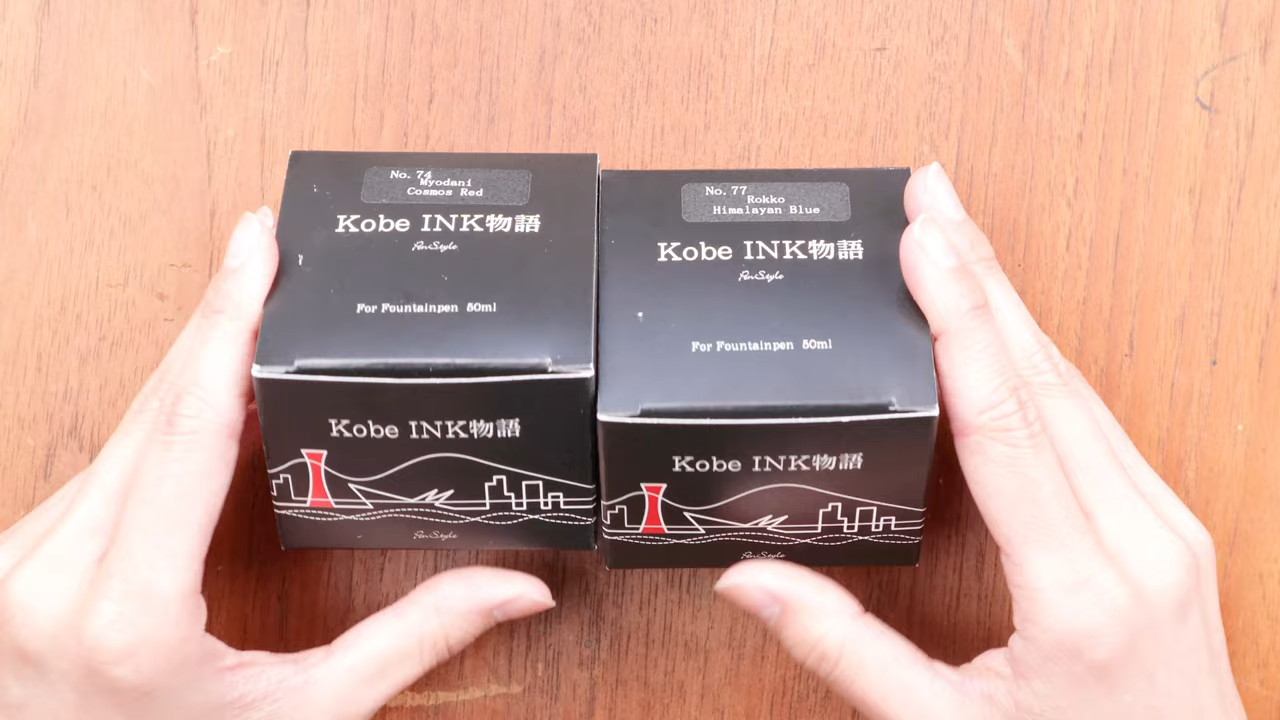 No. 74
Myodani
Cosmos Red
Kobe INK物語
PenStyle
For Fountainpen 50ml
Kobe INK物語
PenStyle
No. 77
Rokko
Himalayan Blue
Kobe INK物語
PenStyle
For Fountainpen 50ml
Kobe INK物語
PenStyle